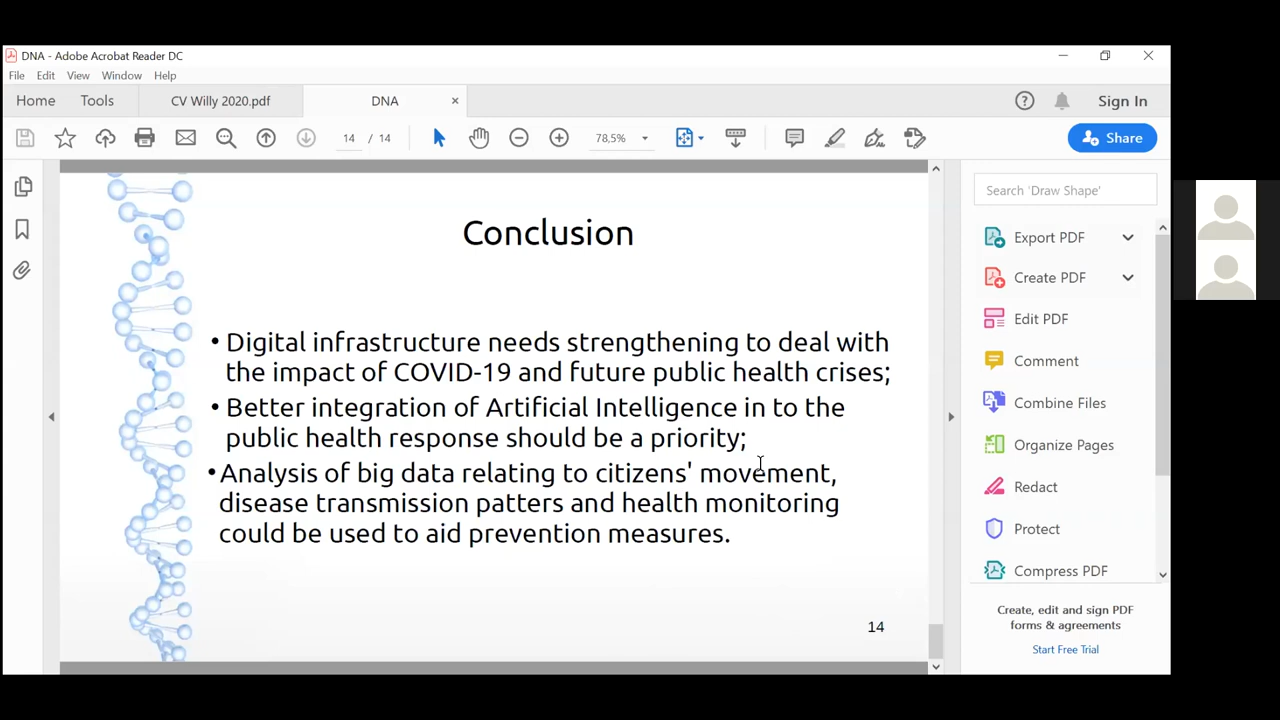 DNA - Adobe Acrobat Reader DC
File Edit View Window Help
Home Tools CV Willy 2020.pdf DNA
Sign In
14 / 14 78,5% Share
Conclusion
• Digital infrastructure needs strengthening to deal with
the impact of COVID-19 and future public health crises;
• Better integration of Artificial Intelligence in to the
public health response should be a priority;
• Analysis of big data relating to citizens' movement,
disease transmission patters and health monitoring
could be used to aid prevention measures.
14
Search 'Draw Shape'
Export PDF
Create PDF
Edit PDF
Comment
Combine Files
Organize Pages
Redact
Protect
Compress PDF
Create, edit and sign PDF
forms & agreements
Start Free Trial